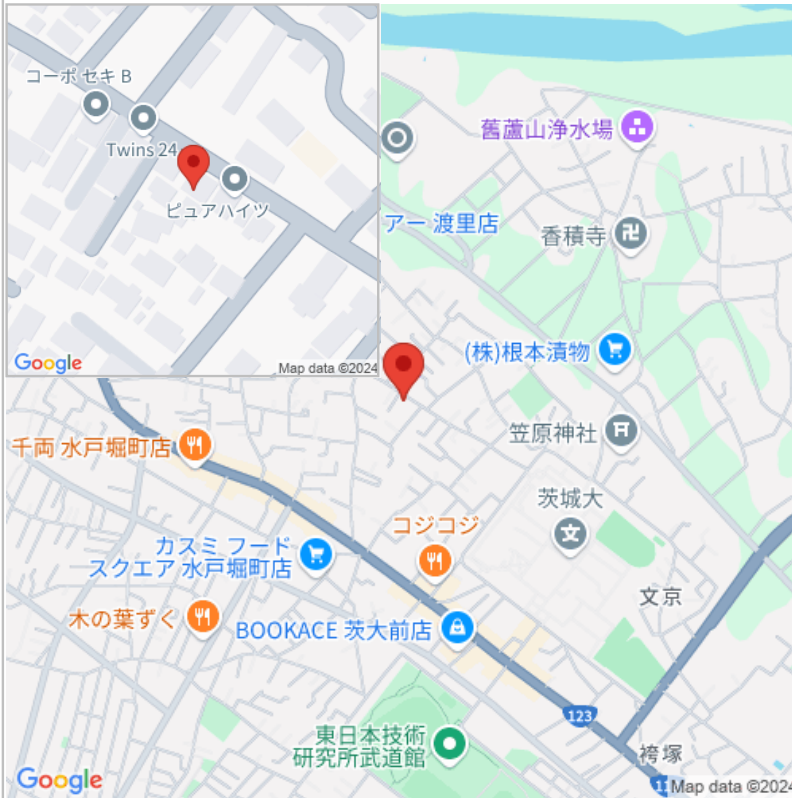 コーポ セキ B
Twins 24
ピュアハイツ
Google
Map data ©2024
舊蘆山浄水場
アー 渡里店
香積寺
(株)根本漬物
千両 水戸堀町店
笠原神社
茨城大
コジコジ
カスミ フード
スクエア 水戸堀町店
木の葉ずく
文京
BOOKACE 茨大前店
123
東日本技術
研究所武道館
袴塚
Google
11
Map data ©2024